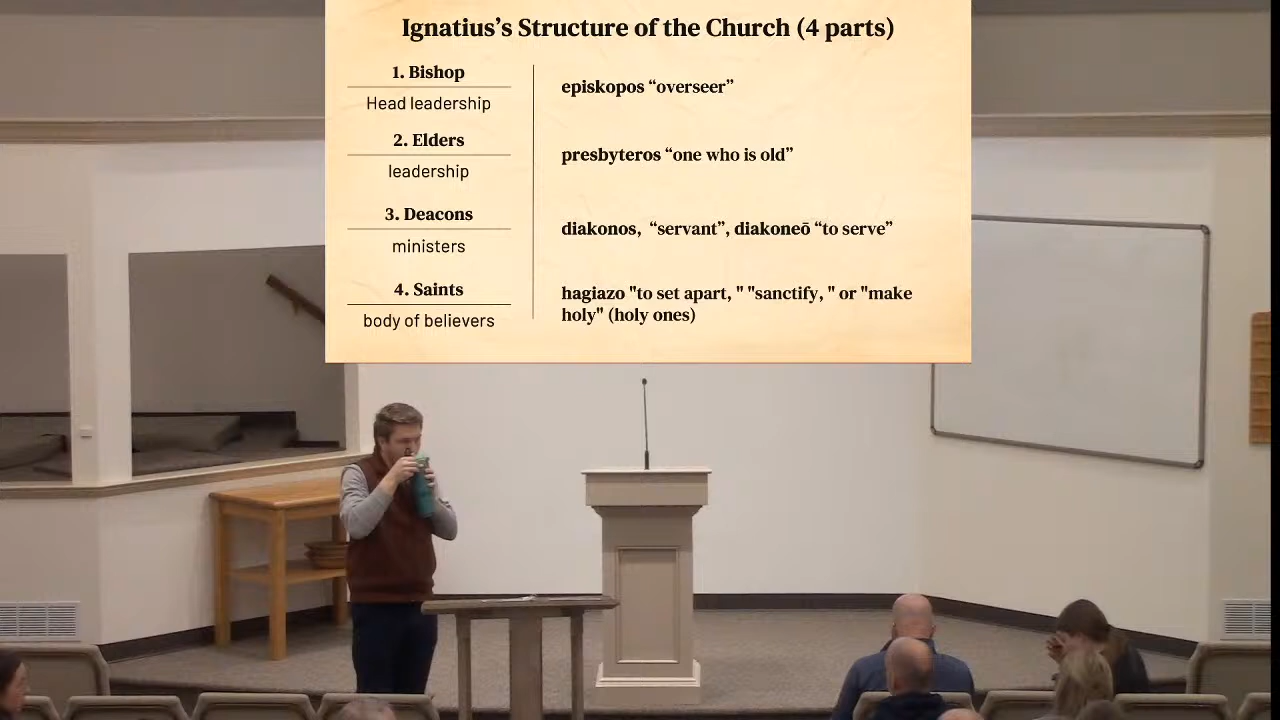 Ignatius’s Structure of the Church (4 parts)
1. Bishop
Head leadership
episkopos “overseer”
2. Elders
leadership
presbyteros “one who is old”
3. Deacons
ministers
diakonos, “servant”, diakoneō “to serve”
4. Saints
body of believers
hagiazo "to set apart, " "sanctify, " or "make
holy" (holy ones)